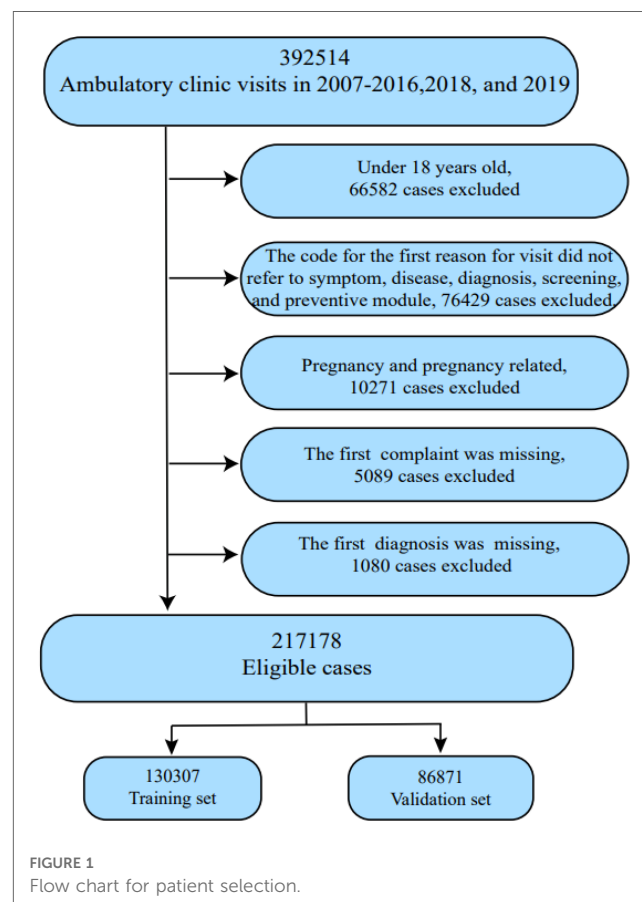 392514
Ambulatory clinic visits in 2007-2016,2018, and 2019
Under 18 years old,
66582 cases excluded
The code for the first reason for visit did not
refer to symptom, disease, diagnosis, screening,
and preventive module, 76429 cases excluded.
Pregnancy and pregnancy related,
10271 cases excluded
The first complaint was missing,
5089 cases excluded
The first diagnosis was missing,
1080 cases excluded
217178
Eligible cases
130307
Training set
86871
Validation set
FIGURE 1
Flow chart for patient selection.